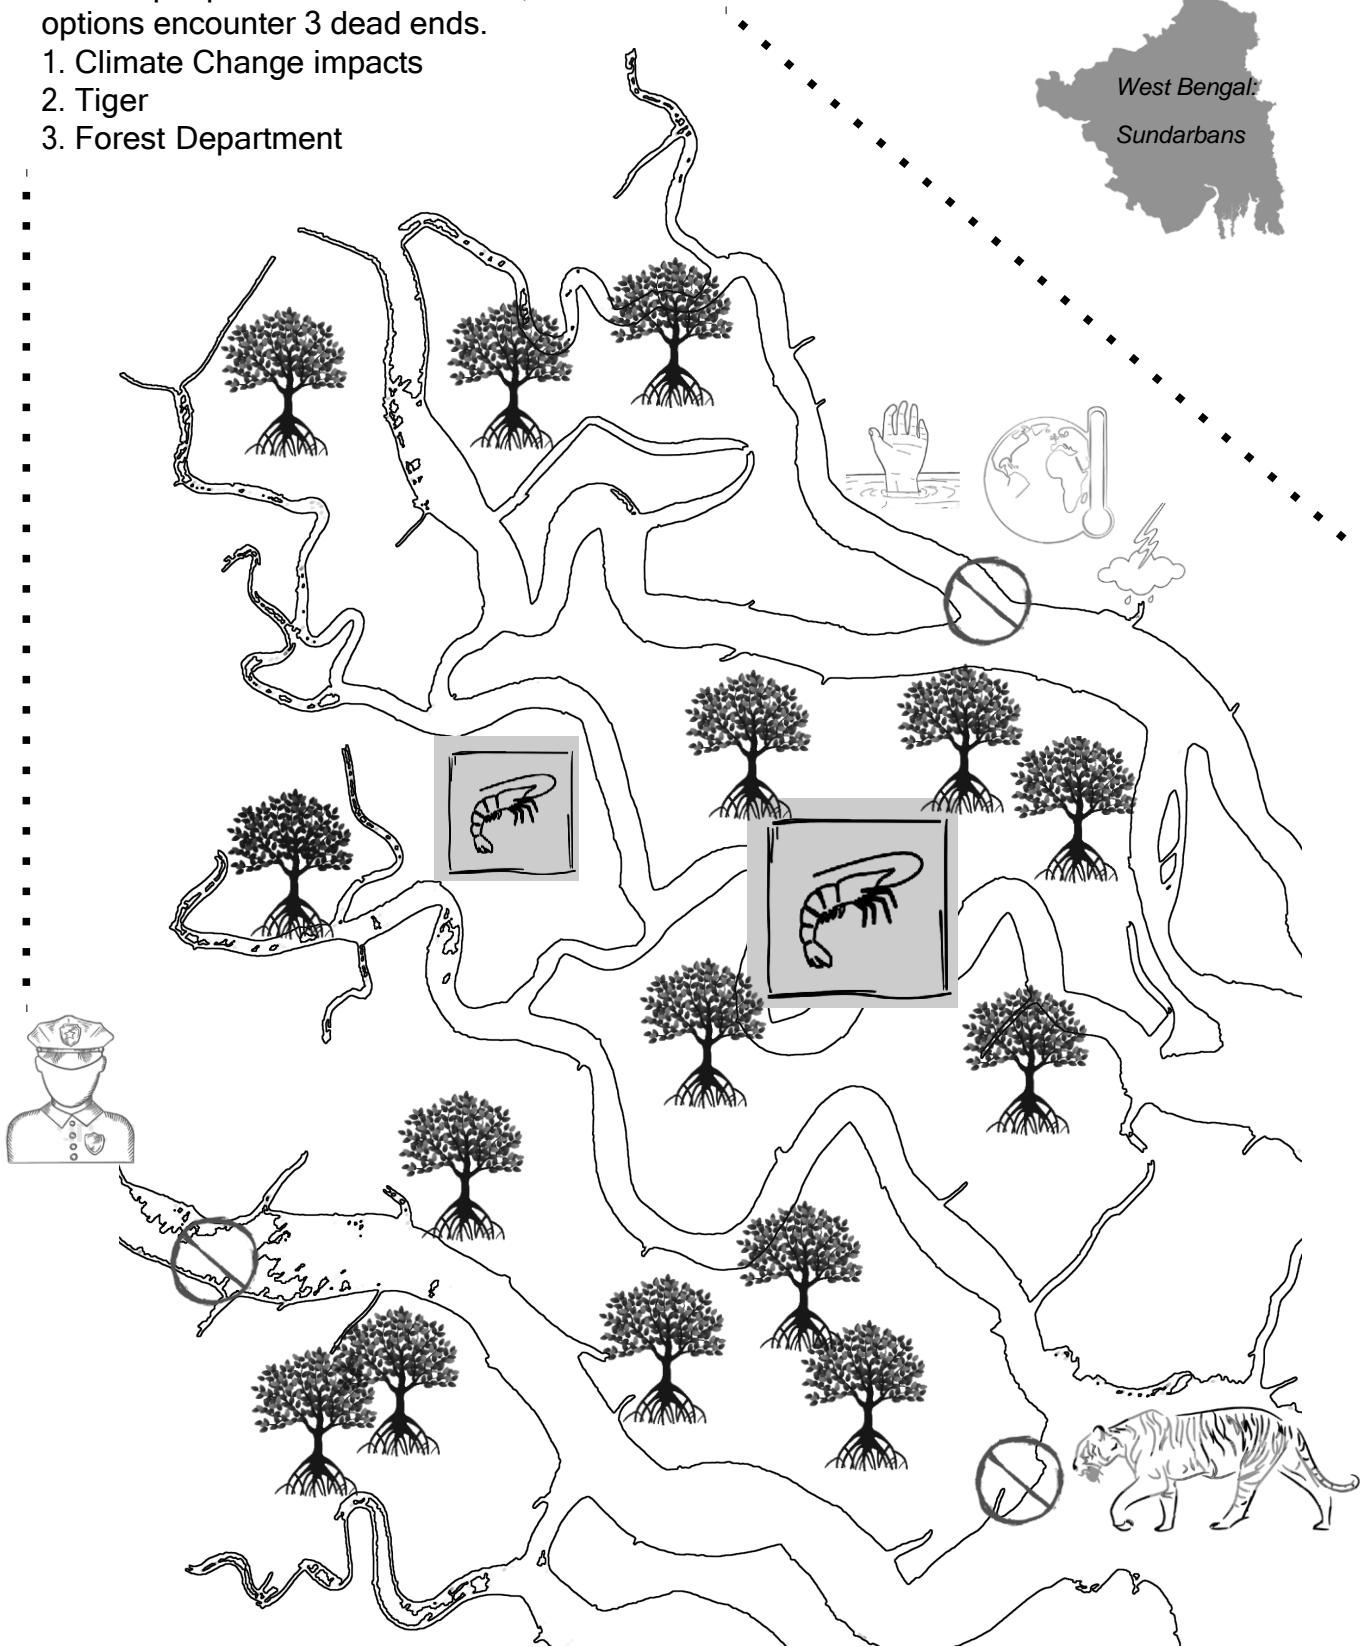 options encounter 3 dead ends.
1. Climate Change impacts
2. Tiger
3. Forest Department
West Bengal:
Sundarbans